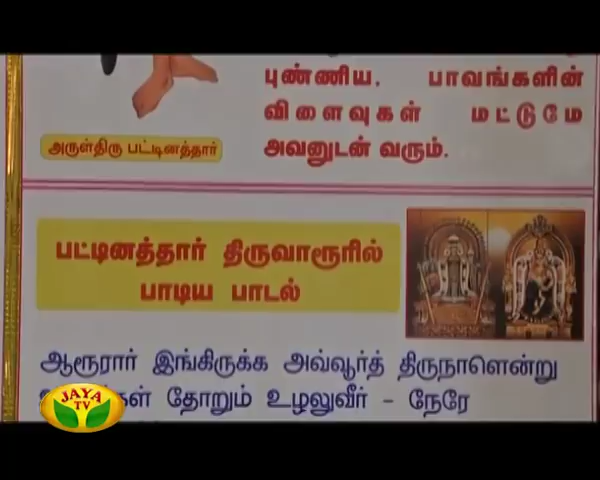 புண்ணிய. பாவங்களின்
விளைவுகள் மட்டுமே
அவனுடன் வரும்.
அருள்திரு பட்டினத்தார்
பட்டினத்தார் திருவாரூரில்
பாடிய பாடல்
ஆரூரார் இங்கிருக்க அவ்வூர்த் திருநாளென்று
தோறும் உழலுவீர் - நேரே
JAYA
TV